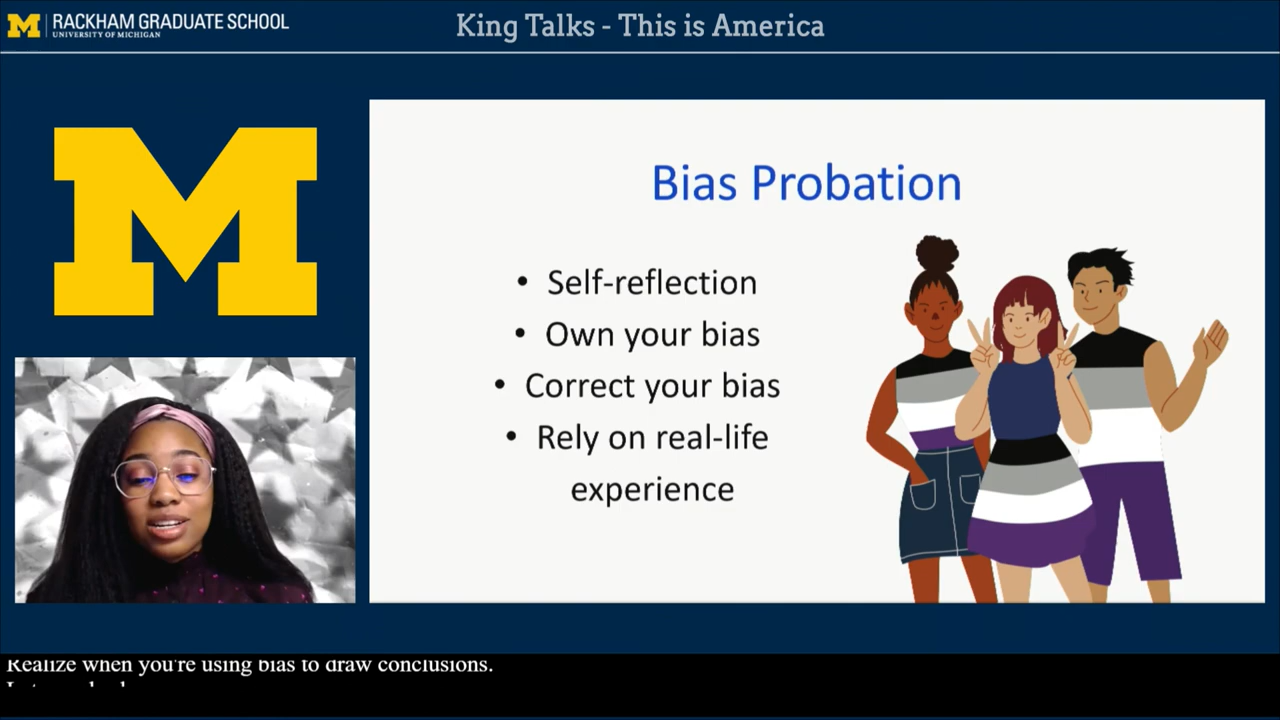 M RACKHAM GRADUATE SCHOOL
UNIVERSITY OF MICHIGAN
King Talks - This is America
M
Bias Probation
• Self-reflection
• Own your bias
• Correct your bias
• Rely on real-life
experience
Realize when you're using bias to draw conclusions.